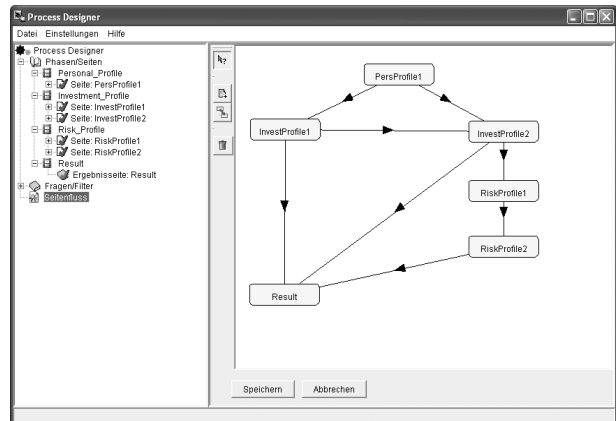 Process Designer
Datei Einstellungen Hilfe
Process Designer
Phasen/Seiten
Personal_Profile
Seite: PersProfile1
Investment_Profile
Seite: InvestProfile1
Seite: InvestProfile2
Risk_Profile
Seite: RiskProfile1
Seite: RiskProfile2
Result
Ergebnisseite: Result
Fragen/Filter
Seitenfluss
PersProfile1
InvestProfile1
InvestProfile2
RiskProfile1
RiskProfile2
Result
Speichern Abbrechen